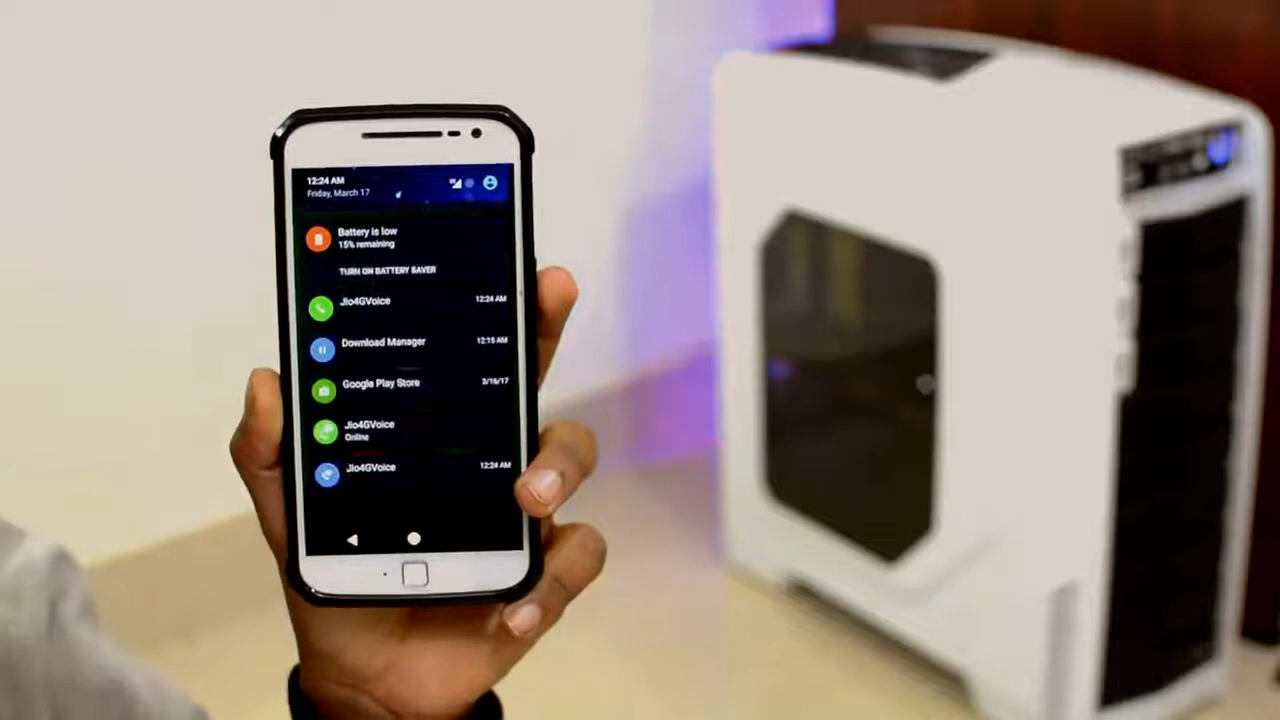 12:24 AM
Friday, March 17
Battery is low
15% remaining
TURN ON BATTERY SAVER
Jio4GVoice 12:24 AM
Download Manager 12:15 AM
Google Play Store 3/16/17
Jio4GVoice
Online
Jio4GVoice 12:24 AM